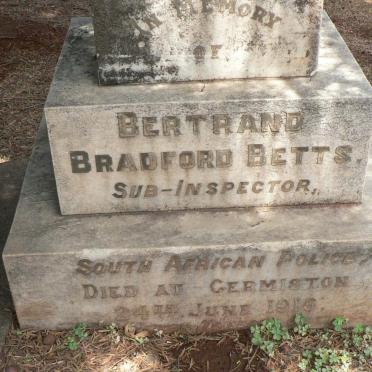 IN MEMORY
OF
BERTRAND
BRADFORD BETTS,
SUB-INSPECTOR,
SOUTH AFRICAN POLICE,
DIED AT GERMISTON
24TH JUNE